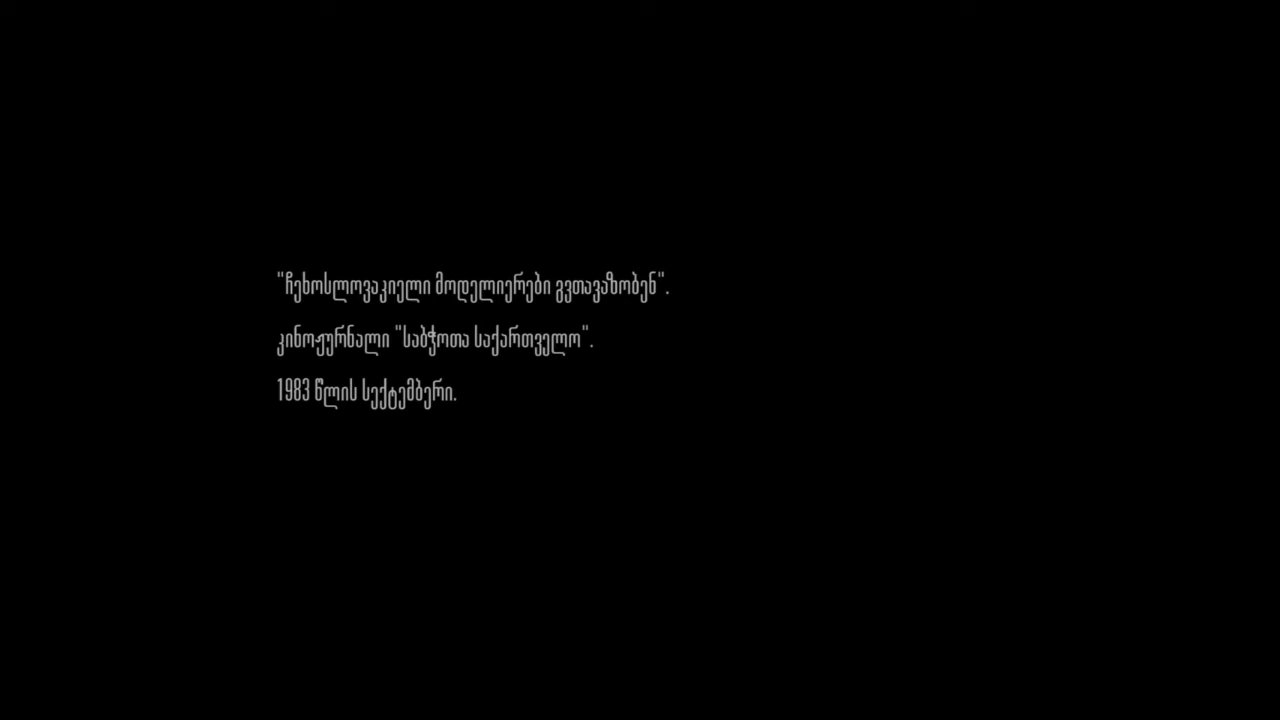 "ჩეხოსლოვაკიელი მოდელიერები გვთავაზობენ".
კინოჟურნალი "საბჭოთა საქართველო".
1983 წლის სექტემბერი.